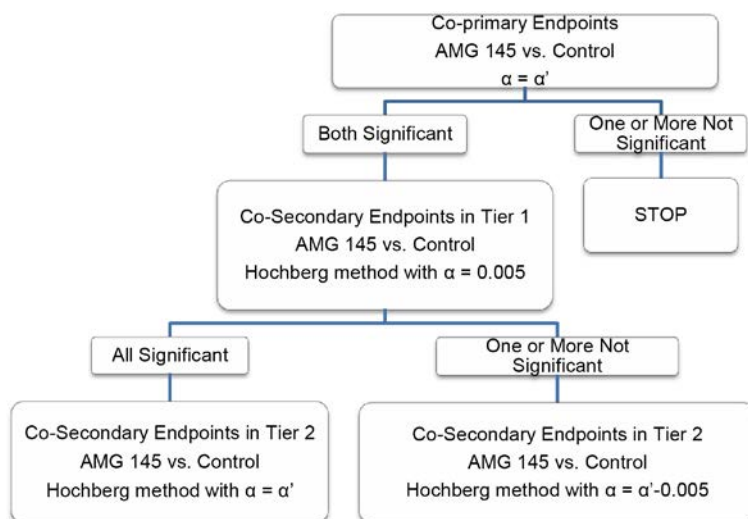 Co-primary Endpoints
AMG 145 vs. Control
α = α’
Both Significant
One or More Not
Significant
Co-Secondary Endpoints in Tier 1
AMG 145 vs. Control
Hochberg method with α = 0.005
STOP
All Significant
One or More Not
Significant
Co-Secondary Endpoints in Tier 2
AMG 145 vs. Control
Hochberg method with α = α’
Co-Secondary Endpoints in Tier 2
AMG 145 vs. Control
Hochberg method with α = α’-0.005